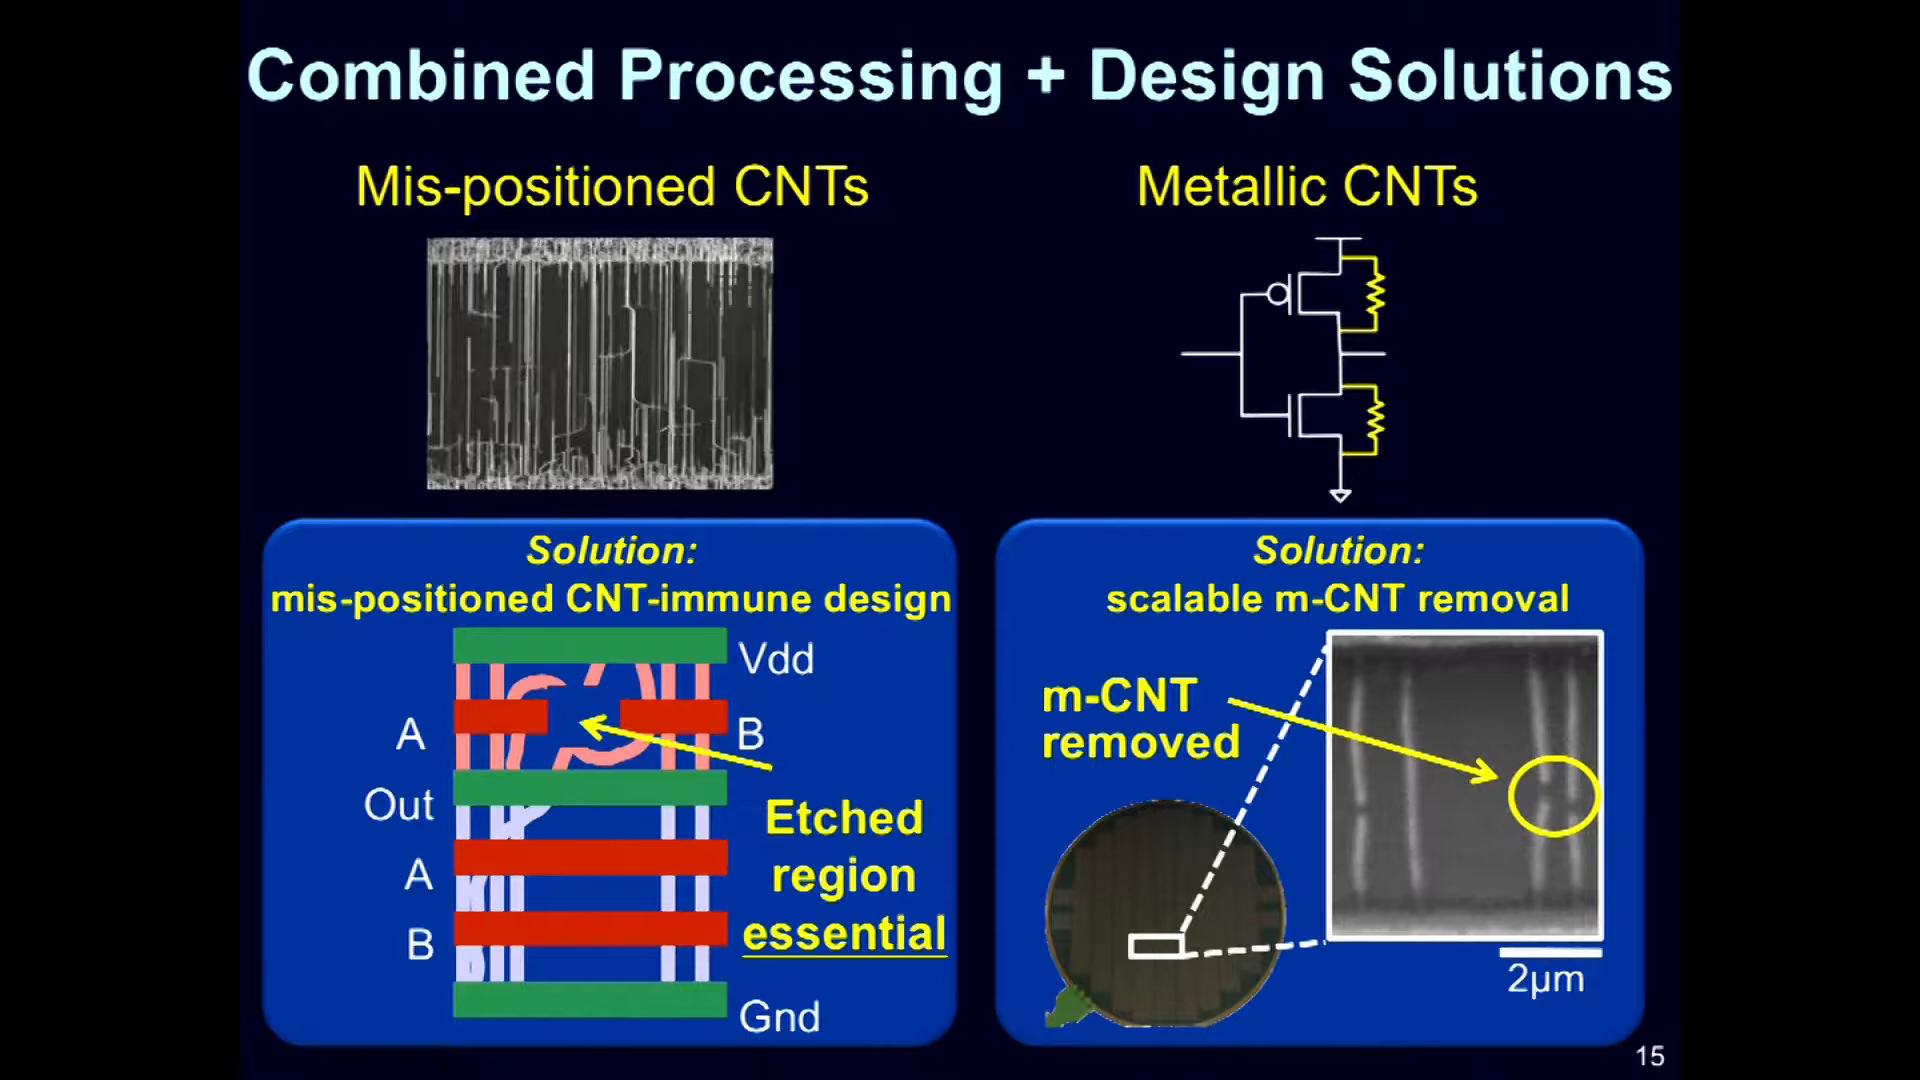 Combined Processing + Design Solutions
Mis-positioned CNTs
Metallic CNTs
Solution:
mis-positioned CNT-immune design
Vdd
A
B
Out
A
B
Gnd
Etched
region
essential
Solution:
scalable m-CNT removal
m-CNT
removed
2µm
15